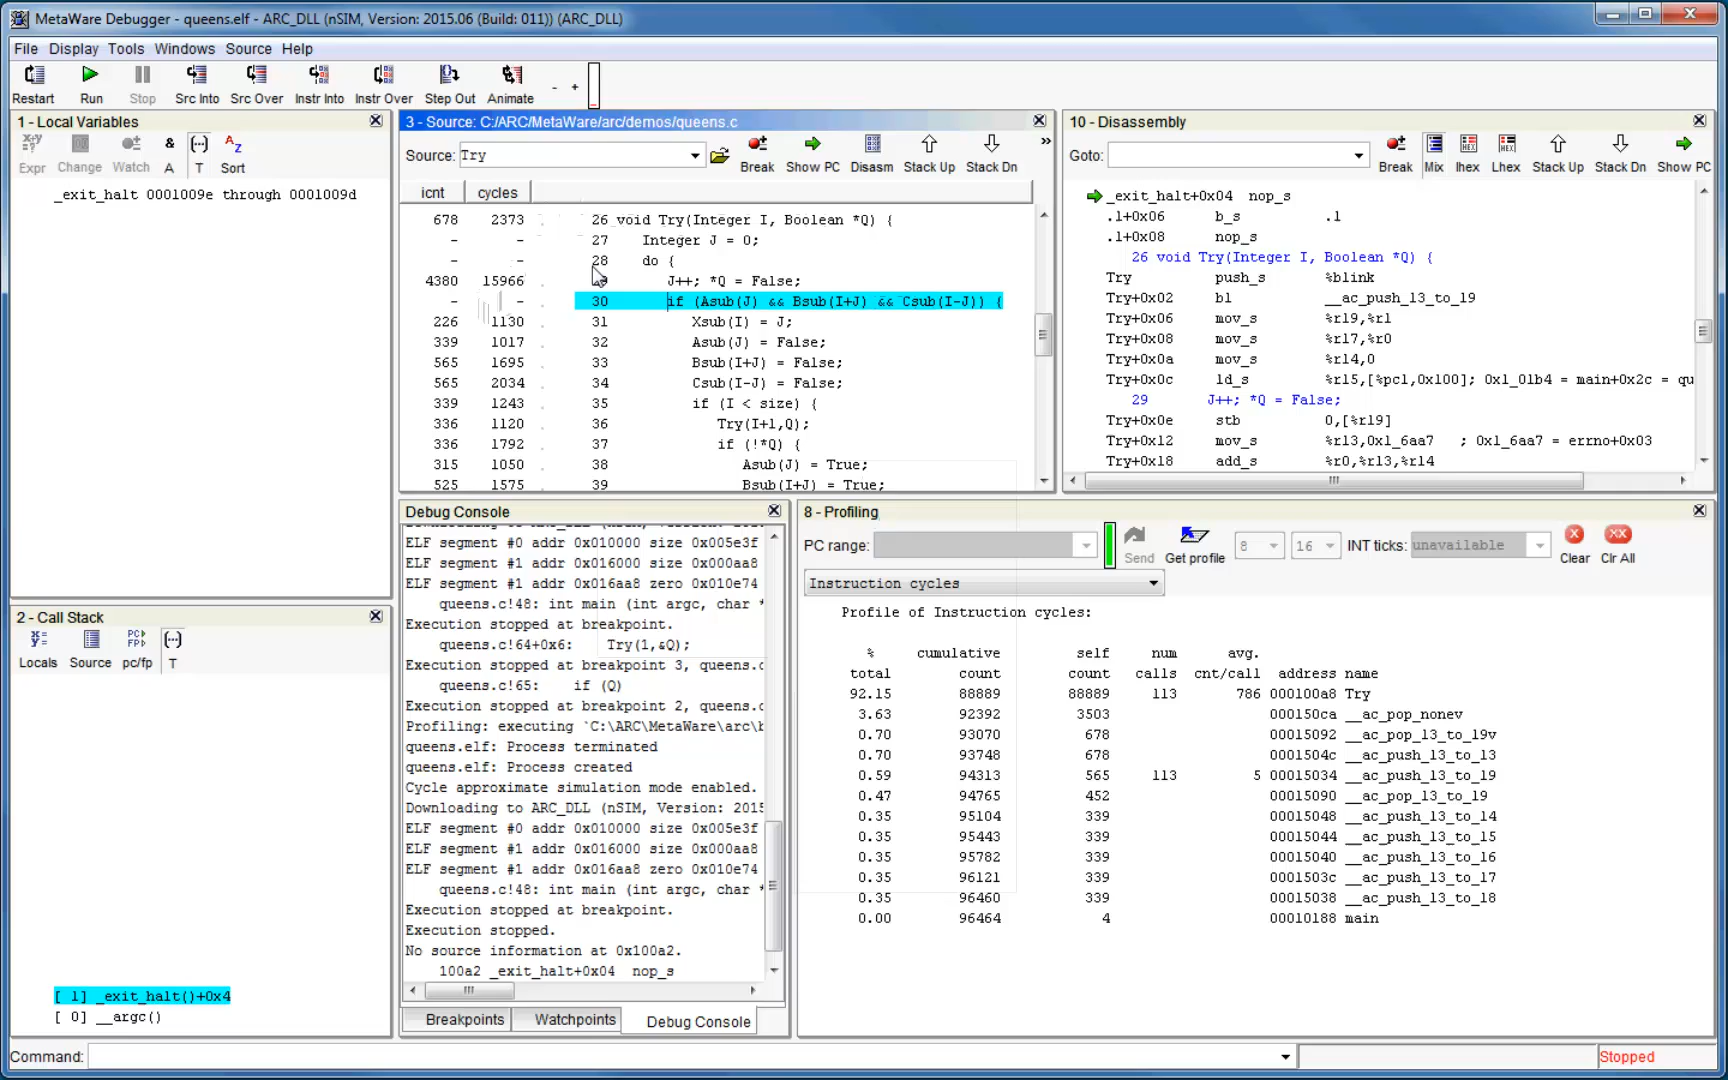 MetaWare Debugger - queens.elf - ARC_DLL (nSIM, Version: 2015.06 (Build: 011)) (ARC_DLL)
File Display Tools Windows Source Help
Restart Run Stop Src Into Src Over Instr Into Instr Over Step Out Animate - +
1 - Local Variables
Expr Change Watch & A T Sort
_exit_halt 0001009e through 0001009d
2 - Call Stack
Locals Source pc/fp T
[ 1] _exit_halt()+0x4
[ 0] __argc()
3 - Source: C:/ARC/MetaWare/arc/demos/queens.c
Source: Try Break Show PC Disasm Stack Up Stack Dn »
icnt cycles
678 2373 26 void Try(Integer I, Boolean *Q) {
- - 27 Integer J = 0;
- - 28 do {
4380 15966 J++; *Q = False;
- - 30 if (Asub(J) && Bsub(I+J) && Csub(I-J)) {
226 1130 31 Xsub(I) = J;
339 1017 32 Asub(J) = False;
565 1695 33 Bsub(I+J) = False;
565 2034 34 Csub(I-J) = False;
339 1243 35 if (I < size) {
336 1120 36 Try(I+1,Q);
336 1792 37 if (!*Q) {
315 1050 38 Asub(J) = True;
525 1575 39 Bsub(I+J) = True;
10 - Disassembly
Goto: Break Mix Ihex Lhex Stack Up Stack Dn Show PC
_exit_halt+0x04 nop_s
.1+0x06 b_s .1
.1+0x08 nop_s
26 void Try(Integer I, Boolean *Q) {
Try push_s %blink
Try+0x02 bl __ac_push_13_to_19
Try+0x06 mov_s %r19,%r1
Try+0x08 mov_s %r17,%r0
Try+0x0a mov_s %r14,0
Try+0x0c ld_s %r15,[%pcl,0x100]; 0x1_01b4 = main+0x2c = qu
29 J++; *Q = False;
Try+0x0e stb 0,[%r19]
Try+0x12 mov_s %r13,0x1_6aa7 ; 0x1_6aa7 = errno+0x03
Try+0x18 add_s %r0,%r13,%r14
Debug Console
ELF segment #0 addr 0x010000 size 0x005e3f
ELF segment #1 addr 0x016000 size 0x000aa8
ELF segment #1 addr 0x016aa8 zero 0x010e74
queens.c!48: int main (int argc, char *
Execution stopped at breakpoint.
queens.c!64+0x6: Try(1,&Q);
Execution stopped at breakpoint 3, queens.c
queens.c!65: if (Q)
Execution stopped at breakpoint 2, queens.c
Profiling: executing `C:\ARC\MetaWare\arc\b
queens.elf: Process terminated
queens.elf: Process created
Cycle approximate simulation mode enabled.
Downloading to ARC_DLL (nSIM, Version: 2015
ELF segment #0 addr 0x010000 size 0x005e3f
ELF segment #1 addr 0x016000 size 0x000aa8
ELF segment #1 addr 0x016aa8 zero 0x010e74
queens.c!48: int main (int argc, char *
Execution stopped at breakpoint.
Execution stopped.
No source information at 0x100a2.
100a2 _exit_halt+0x04 nop_s
Breakpoints Watchpoints Debug Console
8 - Profiling
PC range: Send Get profile 8 16 INT ticks: unavailable Clear Clr All
Instruction cycles
Profile of Instruction cycles:
% cumulative self num avg.
total count count calls cnt/call address name
92.15 88889 88889 113 786 000100a8 Try
3.63 92392 3503 000150ca __ac_pop_nonev
0.70 93070 678 00015092 __ac_pop_13_to_19v
0.70 93748 678 0001504c __ac_push_13_to_13
0.59 94313 565 113 5 00015034 __ac_push_13_to_19
0.47 94765 452 00015090 __ac_pop_13_to_19
0.35 95104 339 00015048 __ac_push_13_to_14
0.35 95443 339 00015044 __ac_push_13_to_15
0.35 95782 339 00015040 __ac_push_13_to_16
0.35 96121 339 0001503c __ac_push_13_to_17
0.35 96460 339 00015038 __ac_push_13_to_18
0.00 96464 4 00010188 main
Command: Stopped